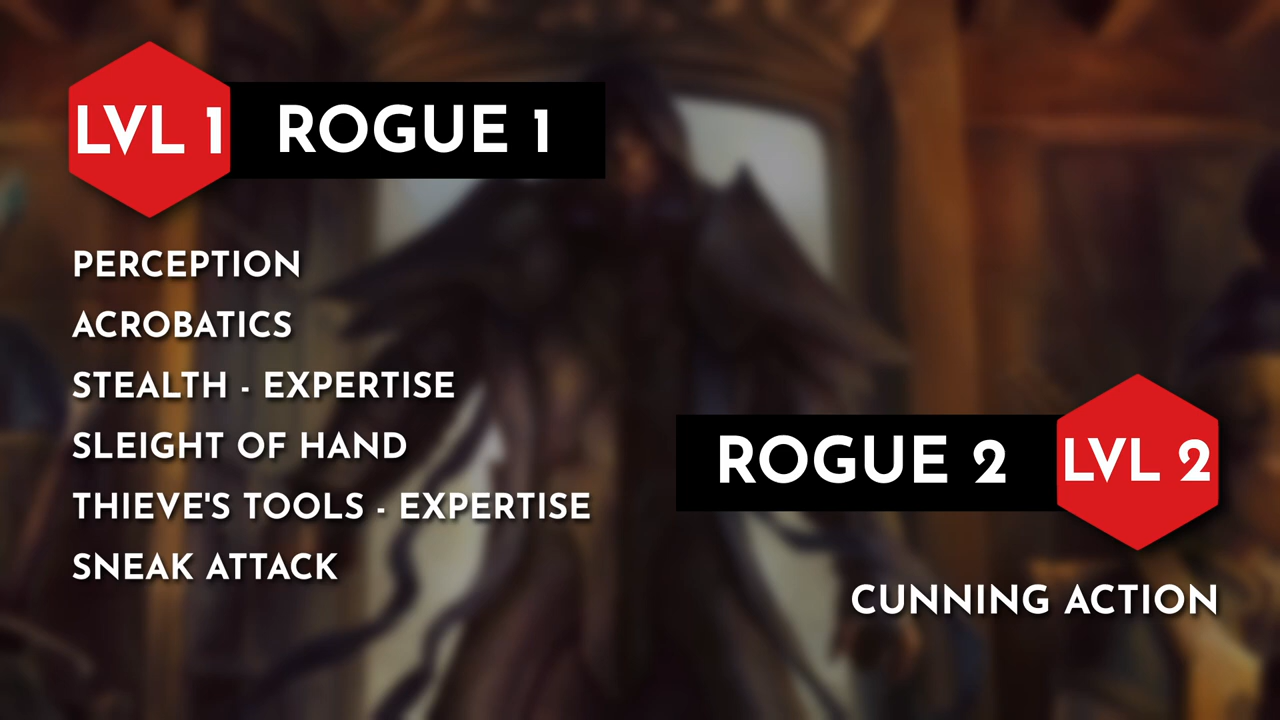 LVL 1 ROGUE 1
PERCEPTION
ACROBATICS
STEALTH - EXPERTISE
SLEIGHT OF HAND
THIEVE'S TOOLS - EXPERTISE
SNEAK ATTACK
ROGUE 2 LVL 2
CUNNING ACTION